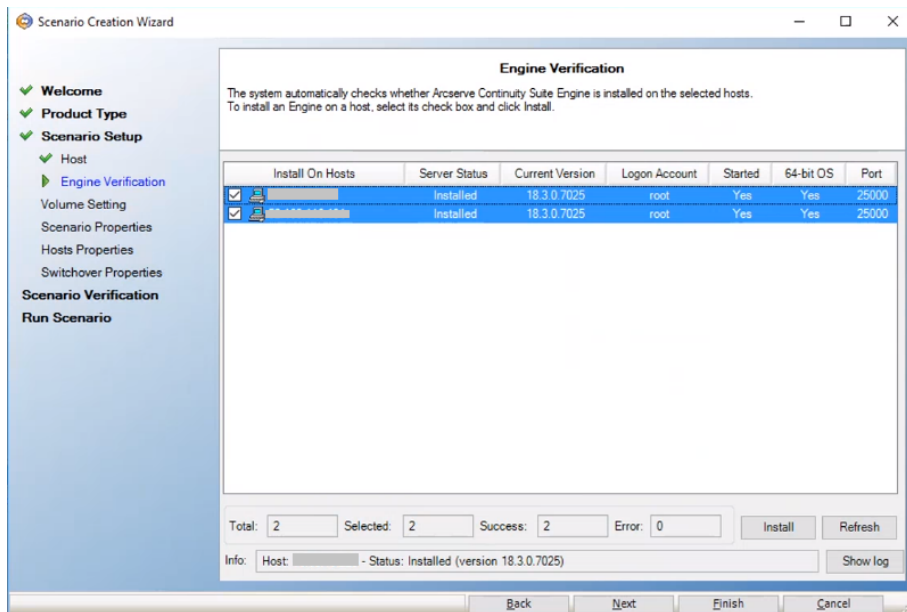 Scenario Creation Wizard
Welcome
Product Type
Scenario Setup
Host
Engine Verification
Volume Setting
Scenario Properties
Hosts Properties
Switchover Properties
Scenario Verification
Run Scenario
Engine Verification
The system automatically checks whether Arcserve Continuity Suite Engine is installed on the selected hosts.
To install an Engine on a host, select its check box and click Install.
Install On Hosts Server Status Current Version Logon Account Started 64-bit OS Port
Installed 18.3.0.7025 root Yes Yes 25000
Installed 18.3.0.7025 root Yes Yes 25000
Total: 2 Selected: 2 Success: 2 Error: 0 Install Refresh
Info: Host: - Status: Installed (version 18.3.0.7025) Show log
Back Next Finish Cancel